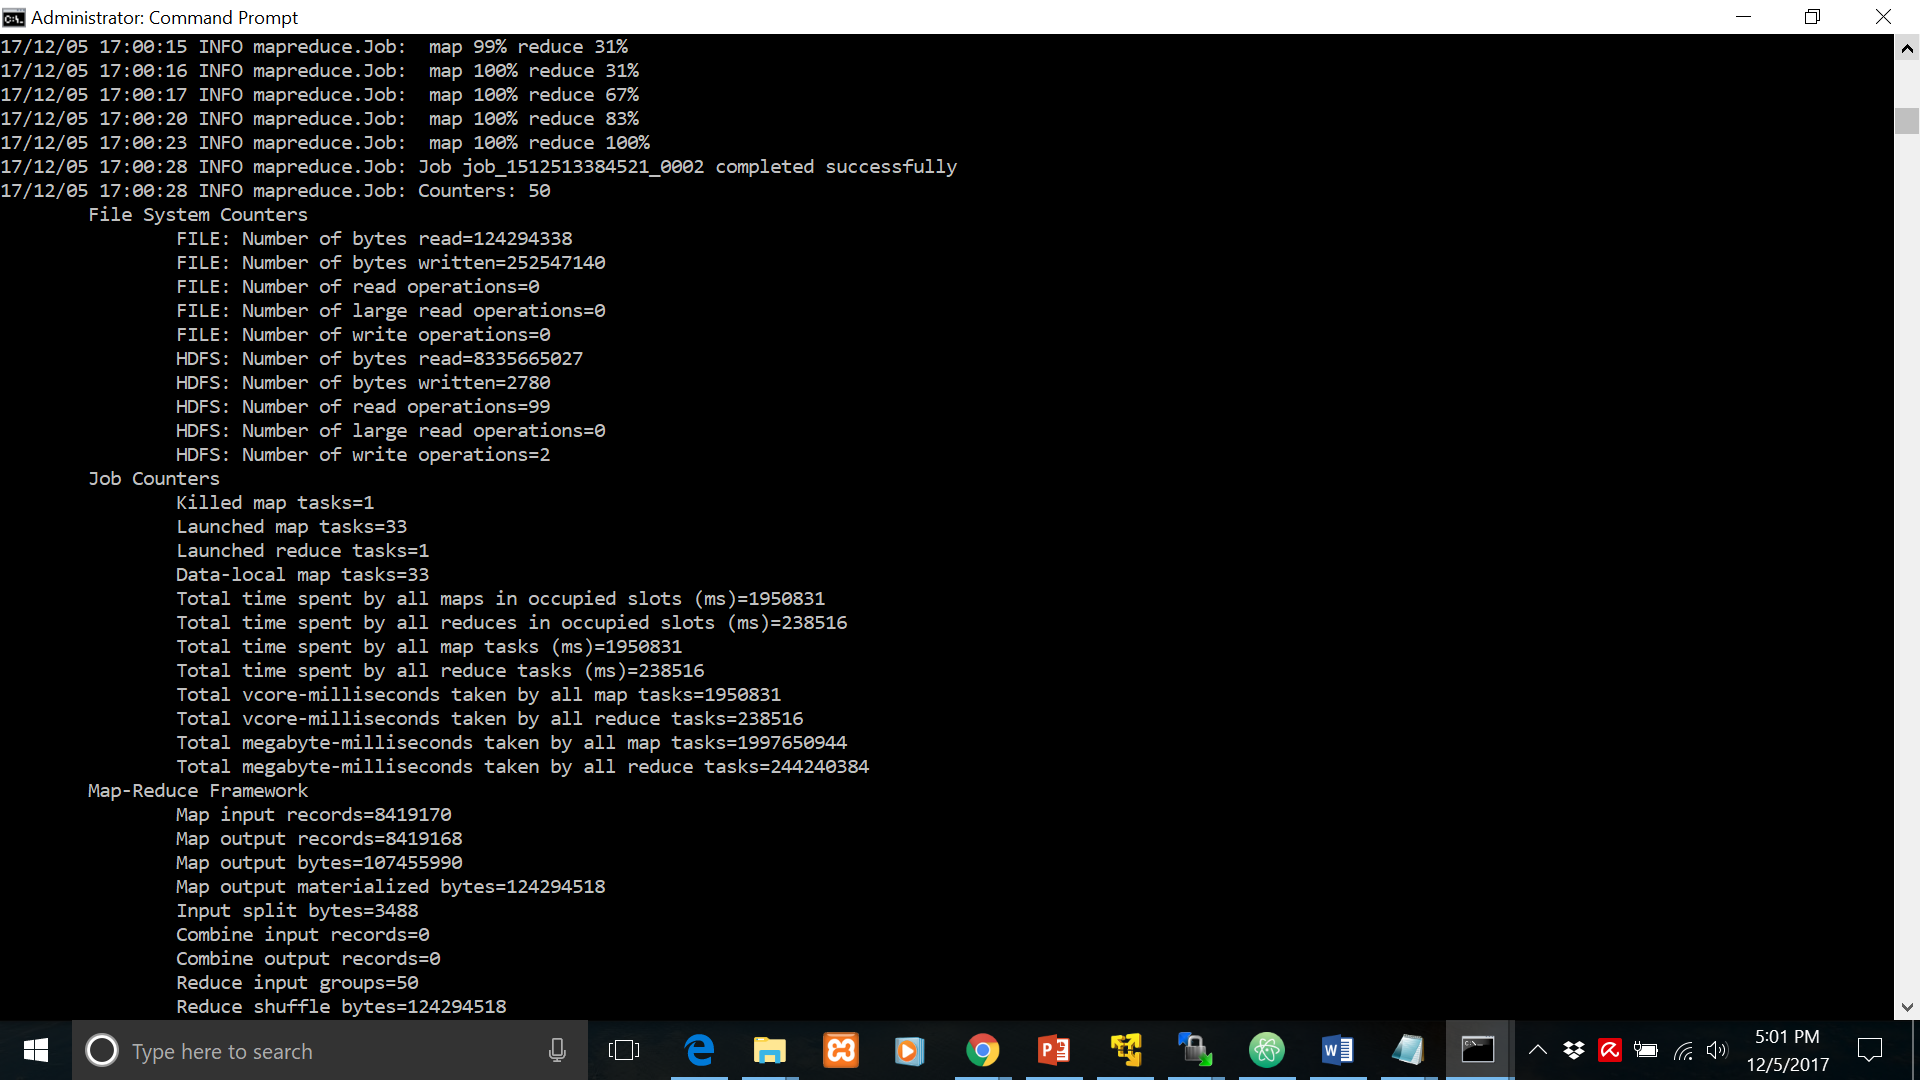 Administrator: Command Prompt
17/12/05 17:00:15 INFO mapreduce.Job:  map 99% reduce 31%
17/12/05 17:00:16 INFO mapreduce.Job:  map 100% reduce 31%
17/12/05 17:00:17 INFO mapreduce.Job:  map 100% reduce 67%
17/12/05 17:00:20 INFO mapreduce.Job:  map 100% reduce 83%
17/12/05 17:00:23 INFO mapreduce.Job:  map 100% reduce 100%
17/12/05 17:00:28 INFO mapreduce.Job: Job job_1512513384521_0002 completed successfully
17/12/05 17:00:28 INFO mapreduce.Job: Counters: 50
File System Counters
FILE: Number of bytes read=124294338
FILE: Number of bytes written=252547140
FILE: Number of read operations=0
FILE: Number of large read operations=0
FILE: Number of write operations=0
HDFS: Number of bytes read=8335665027
HDFS: Number of bytes written=2780
HDFS: Number of read operations=99
HDFS: Number of large read operations=0
HDFS: Number of write operations=2
Job Counters
Killed map tasks=1
Launched map tasks=33
Launched reduce tasks=1
Data-local map tasks=33
Total time spent by all maps in occupied slots (ms)=1950831
Total time spent by all reduces in occupied slots (ms)=238516
Total time spent by all map tasks (ms)=1950831
Total time spent by all reduce tasks (ms)=238516
Total vcore-milliseconds taken by all map tasks=1950831
Total vcore-milliseconds taken by all reduce tasks=238516
Total megabyte-milliseconds taken by all map tasks=1997650944
Total megabyte-milliseconds taken by all reduce tasks=244240384
Map-Reduce Framework
Map input records=8419170
Map output records=8419168
Map output bytes=107455990
Map output materialized bytes=124294518
Input split bytes=3488
Combine input records=0
Combine output records=0
Reduce input groups=50
Reduce shuffle bytes=124294518
Type here to search
5:01 PM
12/5/2017